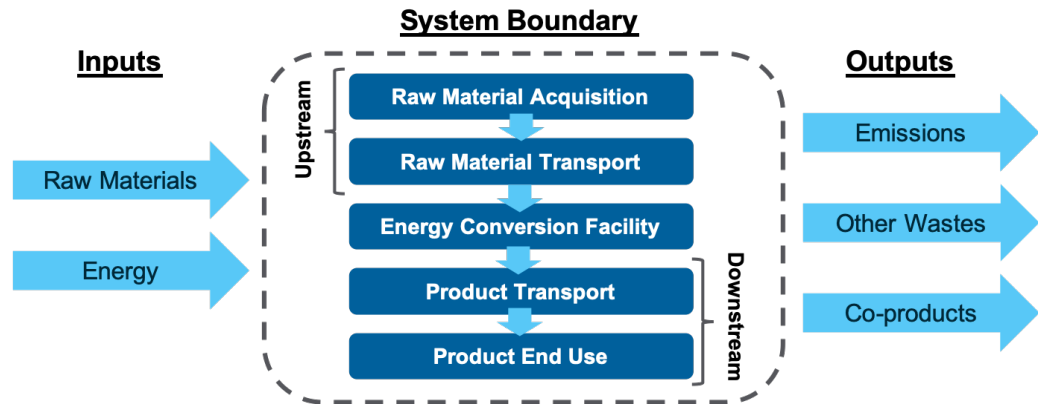 System Boundary
Inputs
Raw Materials
Energy
Upstream
Raw Material Acquisition
Raw Material Transport
Energy Conversion Facility
Product Transport
Product End Use
Downstream
Outputs
Emissions
Other Wastes
Co-products